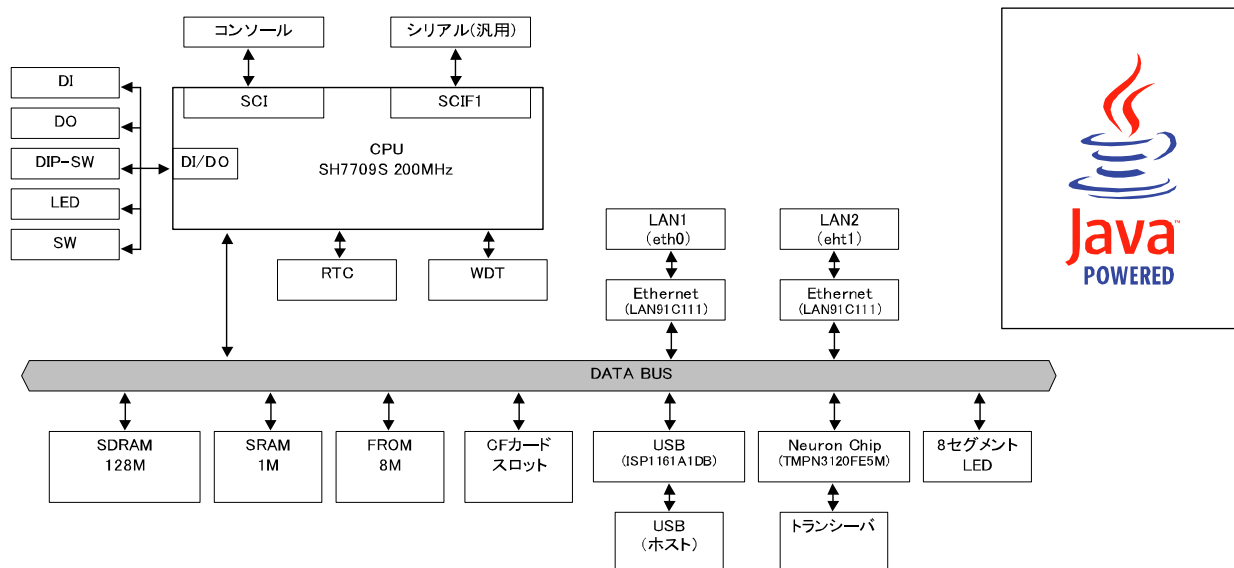 コンソール
シリアル(汎用)
DI
DO
DIP-SW
LED
SW
SCI
SCIF1
DI/DO
CPU
SH7709S 200MHz
RTC
WDT
LAN1
(eth0)
LAN2
(eht1)
Ethernet
(LAN91C111)
Ethernet
(LAN91C111)
Java™
POWERED
DATA BUS
SDRAM
128M
SRAM
1M
FROM
8M
CFカード
スロット
USB
(ISP1161A1DB)
Neuron Chip
(TMPN3120FE5M)
8セグメント
LED
USB
(ホスト)
トランシーバ